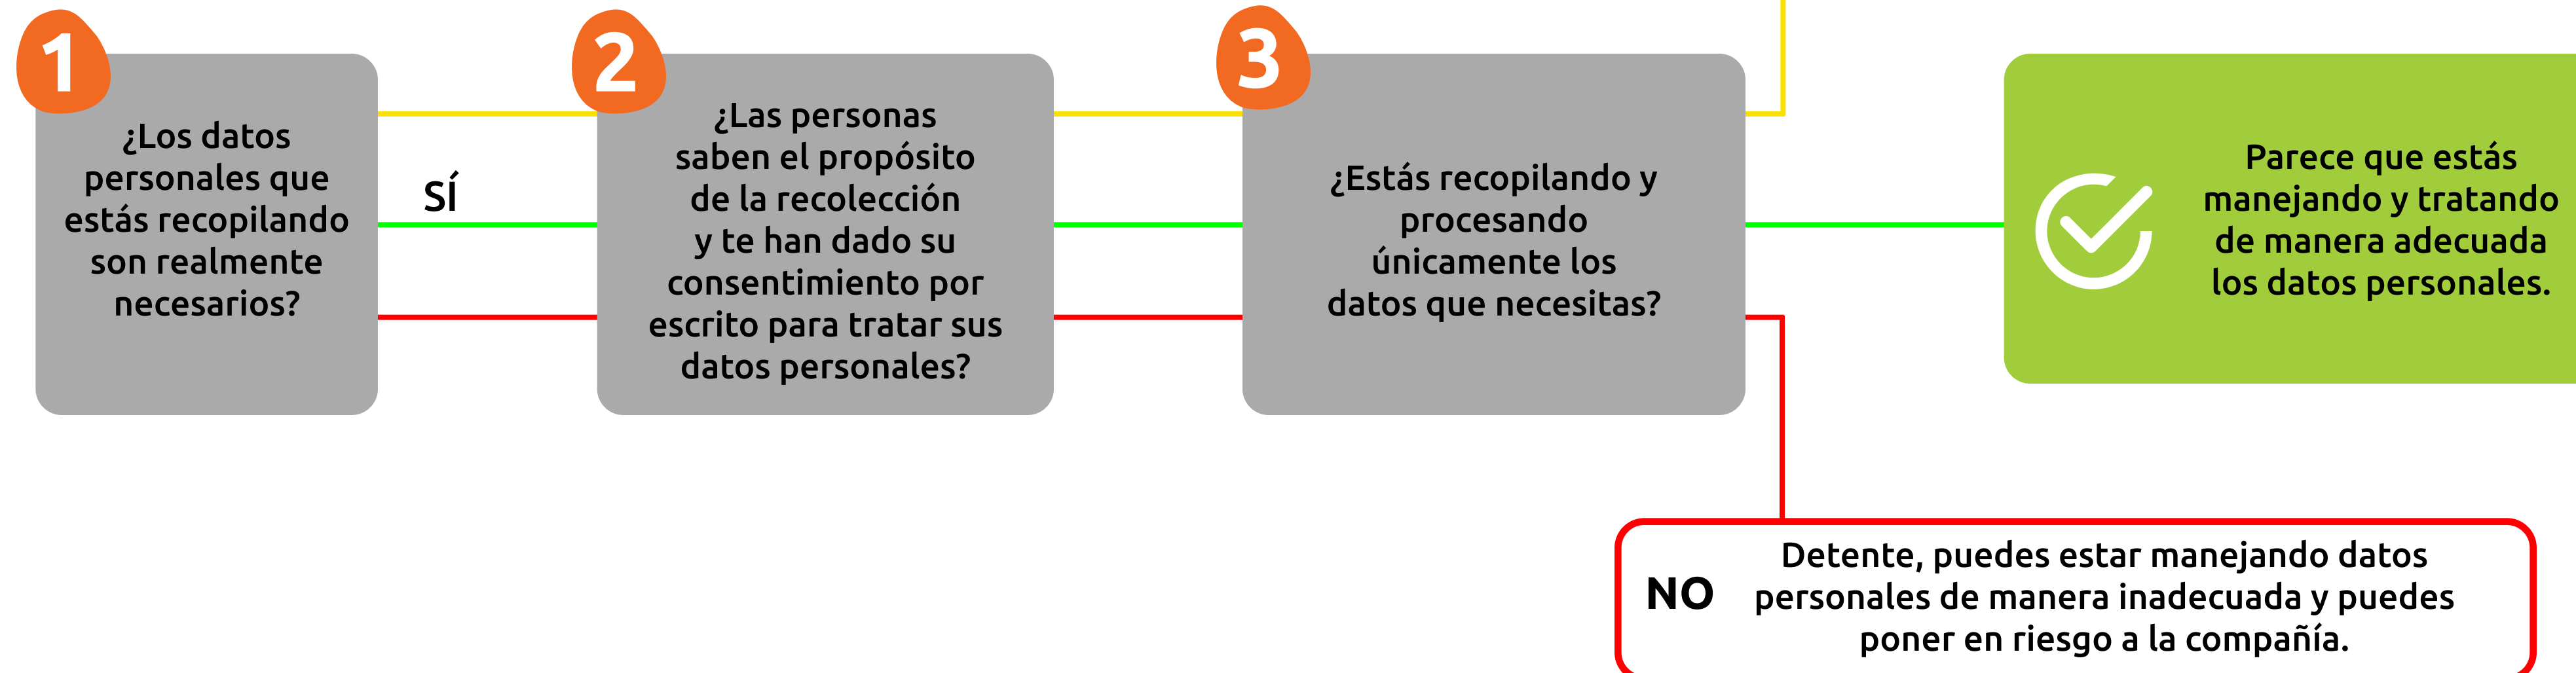 1
¿Los datos
personales que
estás recopilando
son realmente
necesarios?
SÍ
2
¿Las personas
saben el propósito
de la recolección
y te han dado su
consentimiento por
escrito para tratar sus
datos personales?
3
¿Estás recopilando y
procesando
únicamente los
datos que necesitas?
Parece que estás
manejando y tratando
de manera adecuada
los datos personales.
NO
Detente, puedes estar manejando datos
personales de manera inadecuada y puedes
poner en riesgo a la compañía.